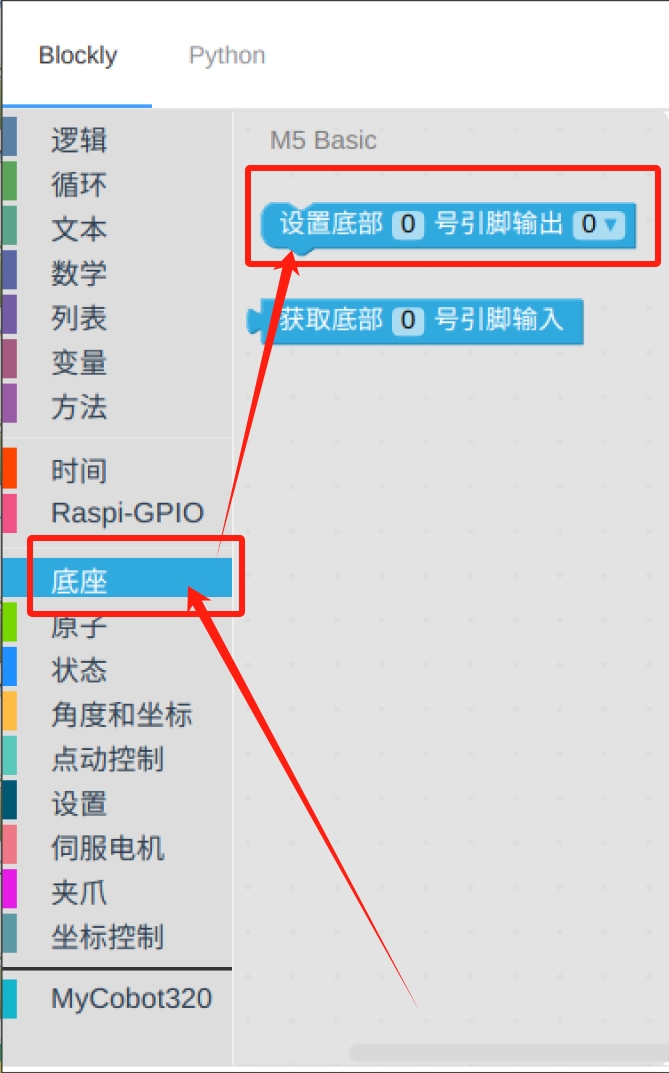 Blockly
Python
逻辑
循环
文本
数学
列表
变量
方法
时间
Raspi-GPIO
底座
原子
状态
角度和坐标
点动控制
设置
伺服电机
夹爪
坐标控制
MyCobot320
M5 Basic
设置底部 0 号引脚输出 0 ▼
获取底部 0 号引脚输入